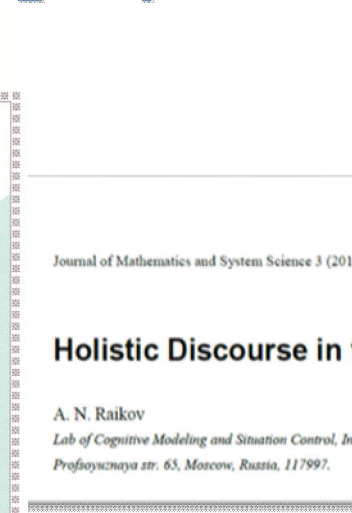 Journal of Mathematics and System Science 3 (201
Holistic Discourse in
A. N. Raikov
Lab of Cognitive Modeling and Situation Control, In
Profsoyuznaya str. 65, Moscow, Russia, 117997.